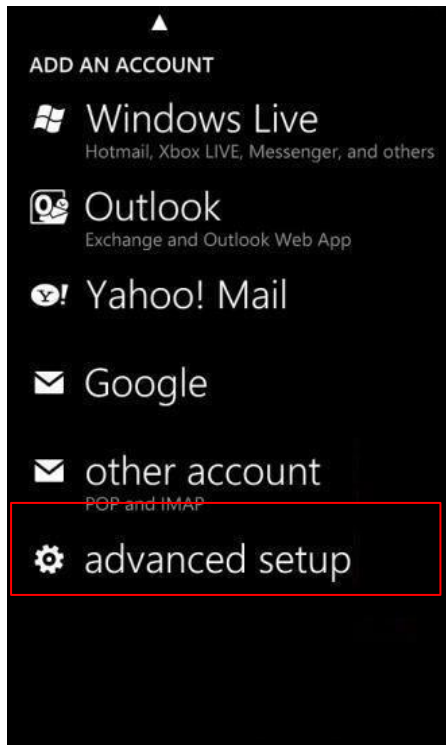 ADD AN ACCOUNT
Windows Live
Hotmail, Xbox LIVE, Messenger, and others
Outlook
Exchange and Outlook Web App
Yahoo! Mail
Google
other account
POP and IMAP
advanced setup